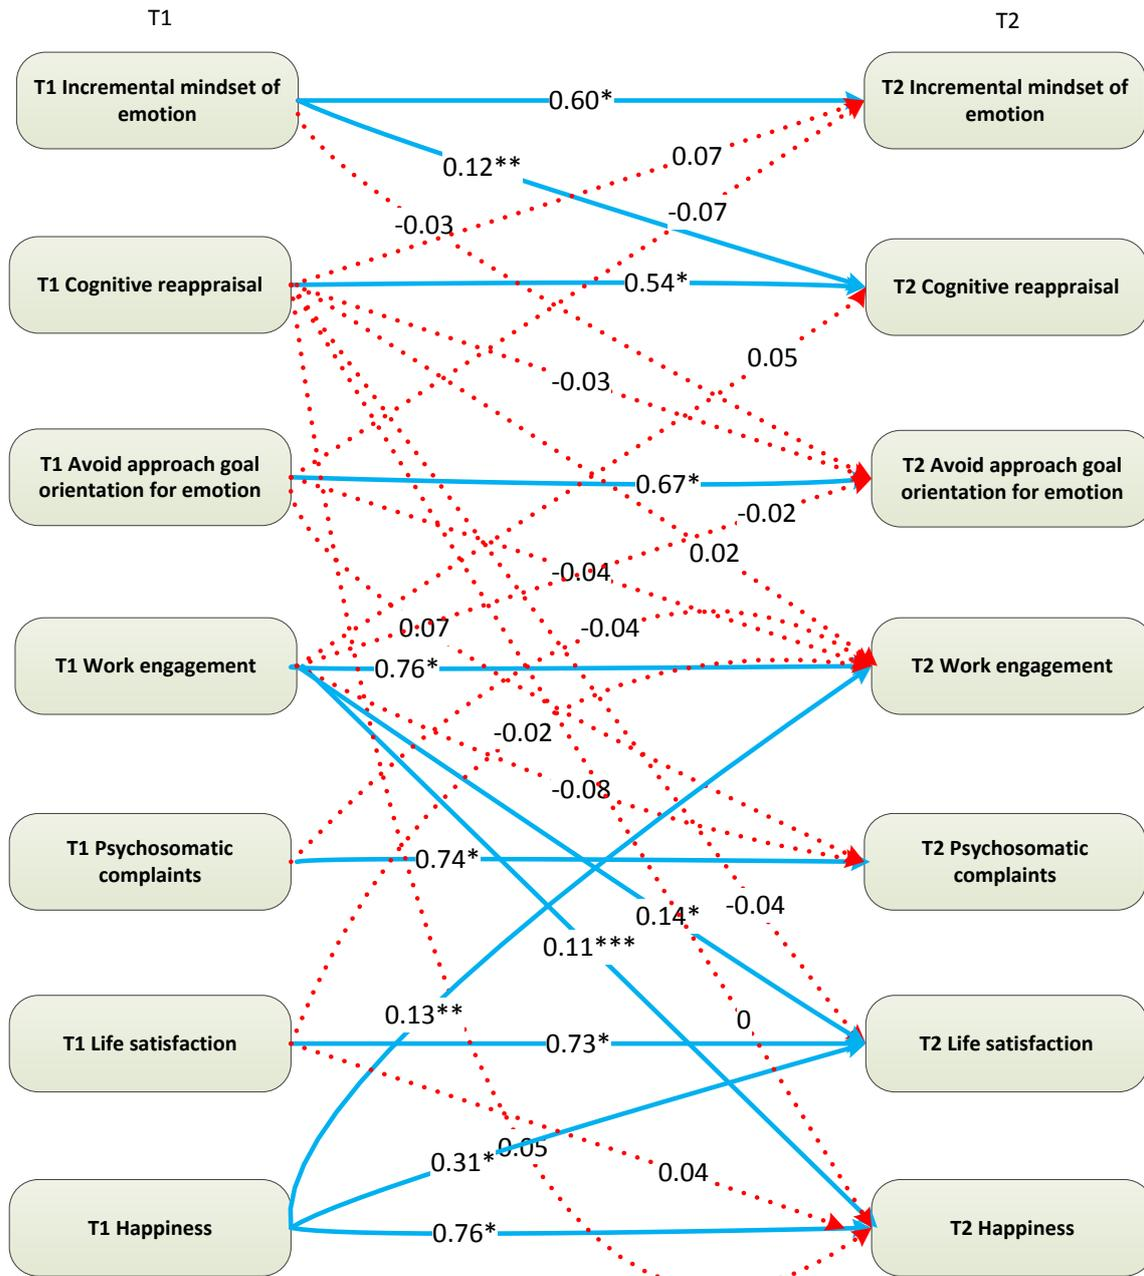 T1
T2
T1 Incremental mindset of
emotion
0.60*
T2 Incremental mindset of
emotion
0.07
0.12**
-0.07
-0.03
T1 Cognitive reappraisal
0.54*
T2 Cognitive reappraisal
0.05
-0.03
T1 Avoid approach goal
orientation for emotion
0.67*
T2 Avoid approach goal
orientation for emotion
-0.02
0.02
-0.04
0.07
-0.04
T1 Work engagement
0.76*
T2 Work engagement
-0.02
-0.08
T1 Psychosomatic
complaints
0.74*
T2 Psychosomatic
complaints
0.14*
-0.04
0.11***
0.13**
0
T1 Life satisfaction
0.73*
T2 Life satisfaction
0.05
0.31*
0.04
T1 Happiness
0.76*
T2 Happiness